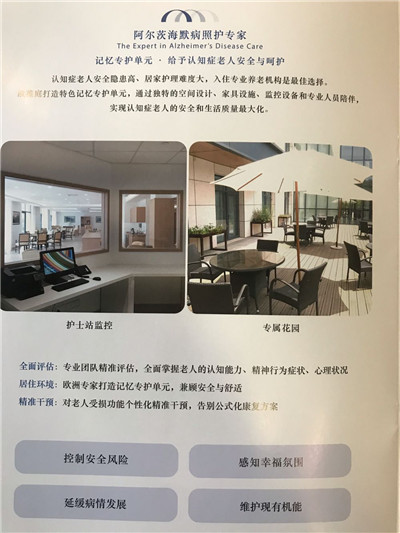 阿尔茨海默病照护专家
The Expert in Alzheimer's Disease Care
记忆专护单元 · 给予认知症老人安全与呵护
认知症老人安全隐患高、居家护理难度大，入住专业养老机构是最佳选择。
打造特色记忆专护单元，通过独特的空间设计、家具设施、监控设备和专业人员陪伴，
实现认知症老人的安全和生活质量最大化。
护士站监控 专属花园
全面评估：专业团队精准评估，全面掌握老人的认知能力、精神行为症状、心理状况
居住环境：欧洲专家打造记忆专护单元，兼顾安全与舒适
精准干预：对老人受损功能个性化精准干预，告别公式化康复方案
控制安全风险 感知幸福氛围
延缓病情发展 维护现有机能